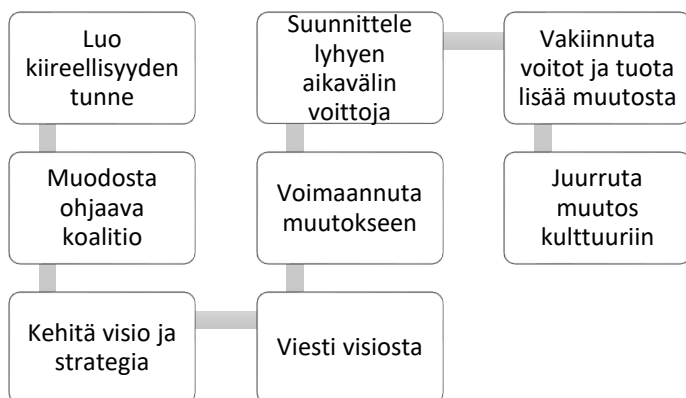 Luo
kiireellisyyden
tunne
Muodosta
ohjaava
koalitio
Kehitä visio ja
strategia
Viesti visiosta
Voimaannuta
muutokseen
Suunnittele
lyhyen
aikavälin
voittoja
Vakiinnuta
voitot ja tuota
lisää muutosta
Juurruta
muutos
kulttuuriin